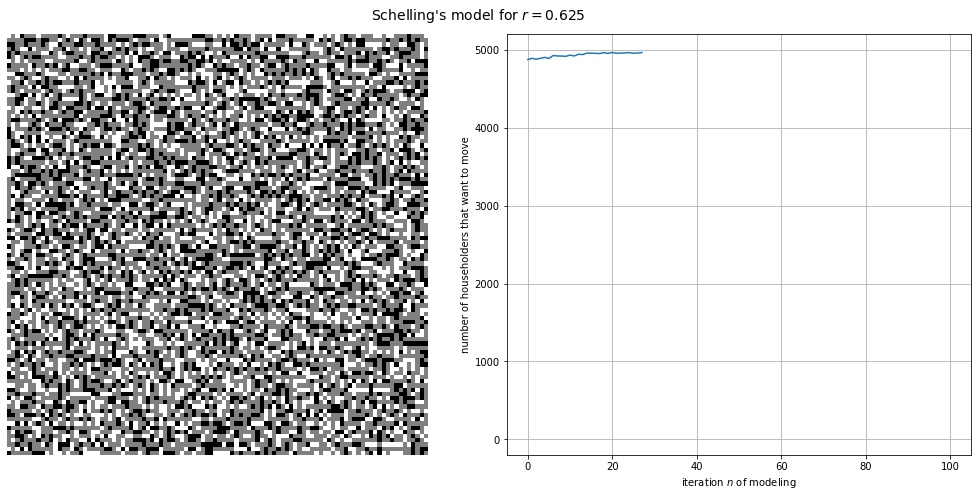 Schelling's model for r = 0.625
number of householders that want to move
5000
4000
3000
2000
1000
0
0 20 40 60 80 100
iteration n of modeling